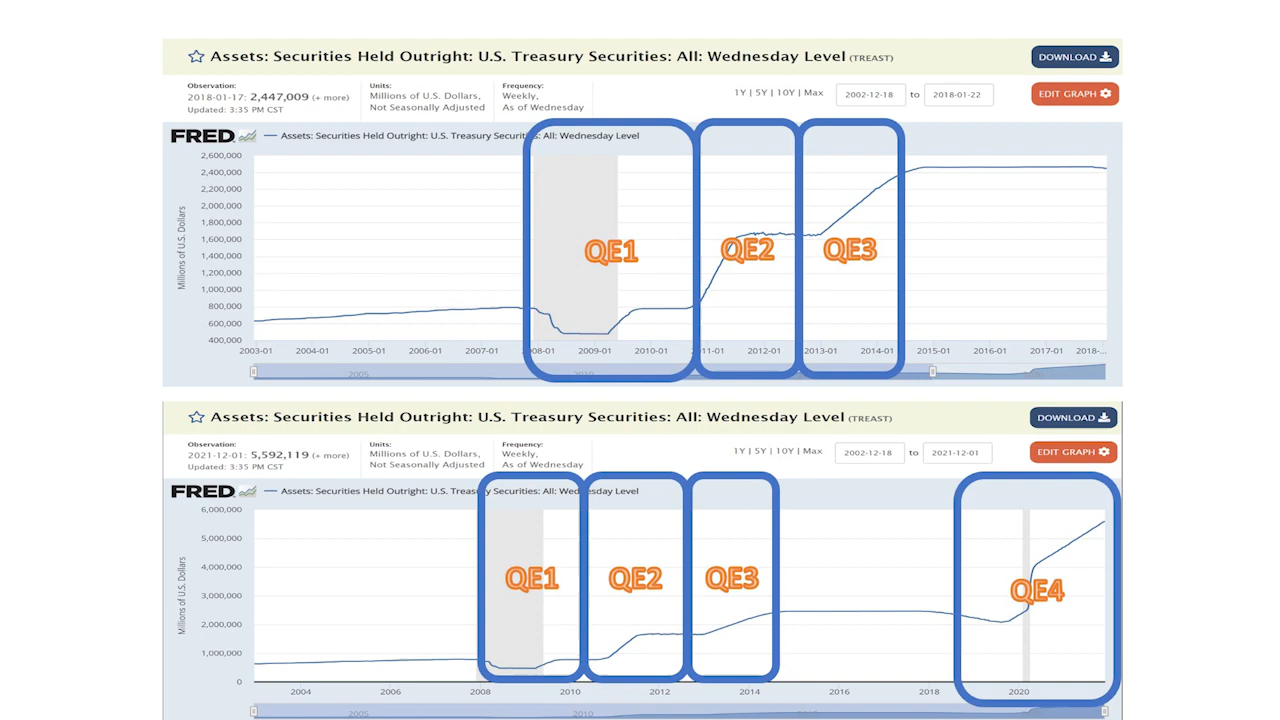 Assets: Securities Held Outright: U.S. Treasury Securities: All: Wednesday Level (TREAST)
DOWNLOAD
Observation:
2018-01-17: 2,447,009 (+ more)
Updated: 3:35 PM CST
Units:
Millions of U.S. Dollars,
Not Seasonally Adjusted
Frequency:
Weekly,
As of Wednesday
1Y | 5Y | 10Y | Max
2002-12-18 to 2018-01-22
EDIT GRAPH
FRED
Assets: Securities Held Outright: U.S. Treasury Securities: All: Wednesday Level
2,600,000
2,400,000
2,200,000
2,000,000
1,800,000
1,600,000
1,400,000
1,200,000
1,000,000
800,000
600,000
400,000
Millions of U.S. Dollars
QE1
QE2
QE3
2003-01 2004-01 2005-01 2006-01 2007-01 008-01 2009-01 2010-01 011-01 2012-01 2013-01 2014-01 2015-01 2016-01 2017-01 2018-...
2005 2010
Assets: Securities Held Outright: U.S. Treasury Securities: All: Wednesday Level (TREAST)
DOWNLOAD
Observation:
2021-12-01: 5,592,119 (+ more)
Updated: 3:35 PM CST
Units:
Millions of U.S. Dollars,
Not Seasonally Adjusted
Frequency:
Weekly,
As of Wednesday
1Y | 5Y | 10Y | Max
2002-12-18 to 2021-12-01
EDIT GRAPH
FRED
Assets: Securities Held Outright: U.S. Treasury Securities: All: Wednesday Level
6,000,000
5,000,000
4,000,000
3,000,000
2,000,000
1,000,000
0
Millions of U.S. Dollars
QE1
QE2
QE3
QE4
2004 2006 2008 2010 2012 2014 2016 2018 2020
2005 2010 2015